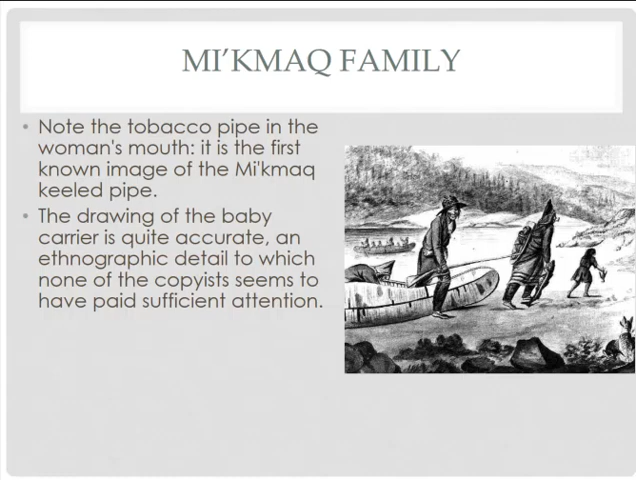 MI'KMAQ FAMILY
• Note the tobacco pipe in the
woman's mouth: it is the first
known image of the Mi'kmaq
keeled pipe.
• The drawing of the baby
carrier is quite accurate, an
ethnographic detail to which
none of the copyists seems to
have paid sufficient attention.